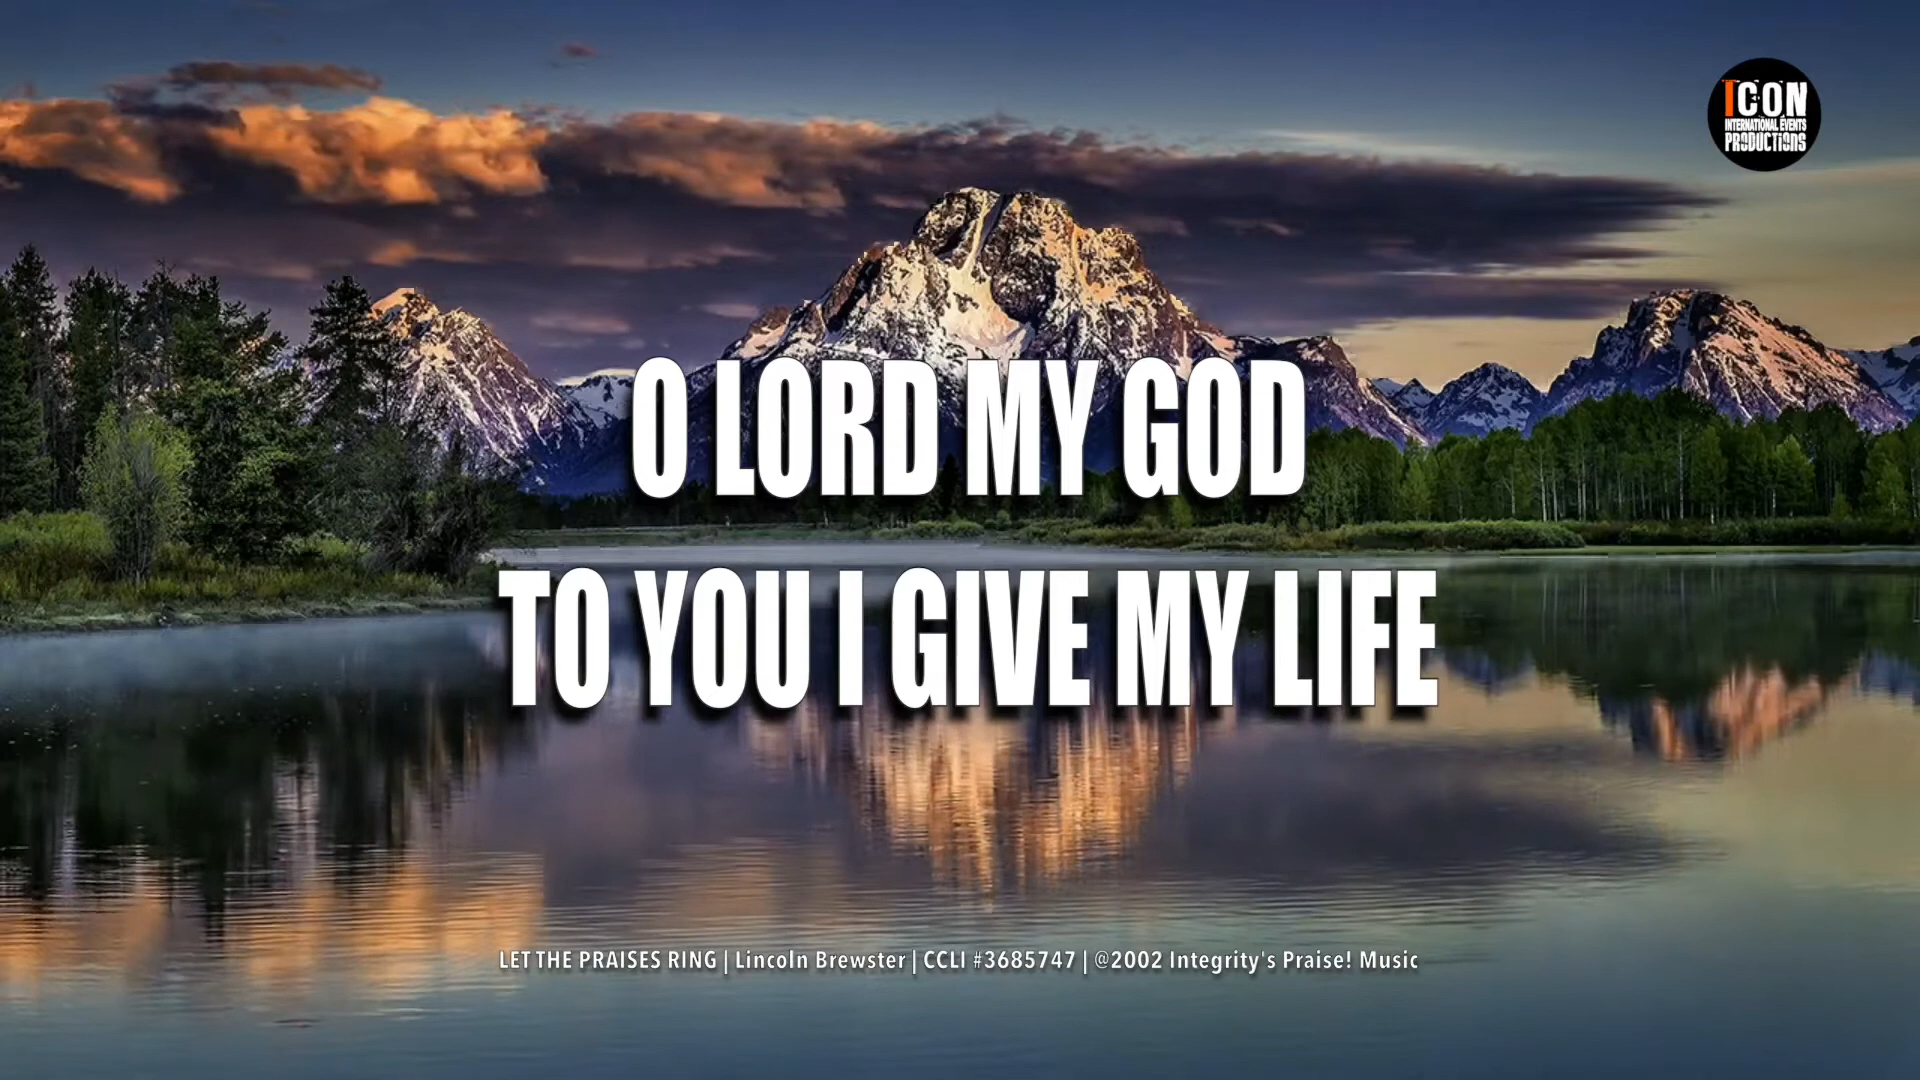 ICON
INTERNATIONAL EVENTS
PRODUCTIONS
O LORD MY GOD
TO YOU I GIVE MY LIFE
LET THE PRAISES RING | Lincoln Brewster | CCLI #3685747 | @2002 Integrity's Praise! Music